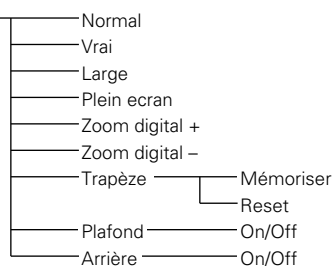 Normal
Vrai
Large
Plein ecran
Zoom digital +
Zoom digital –
Trapèze Mémoriser
Reset
Plafond On/Off
Arrière On/Off